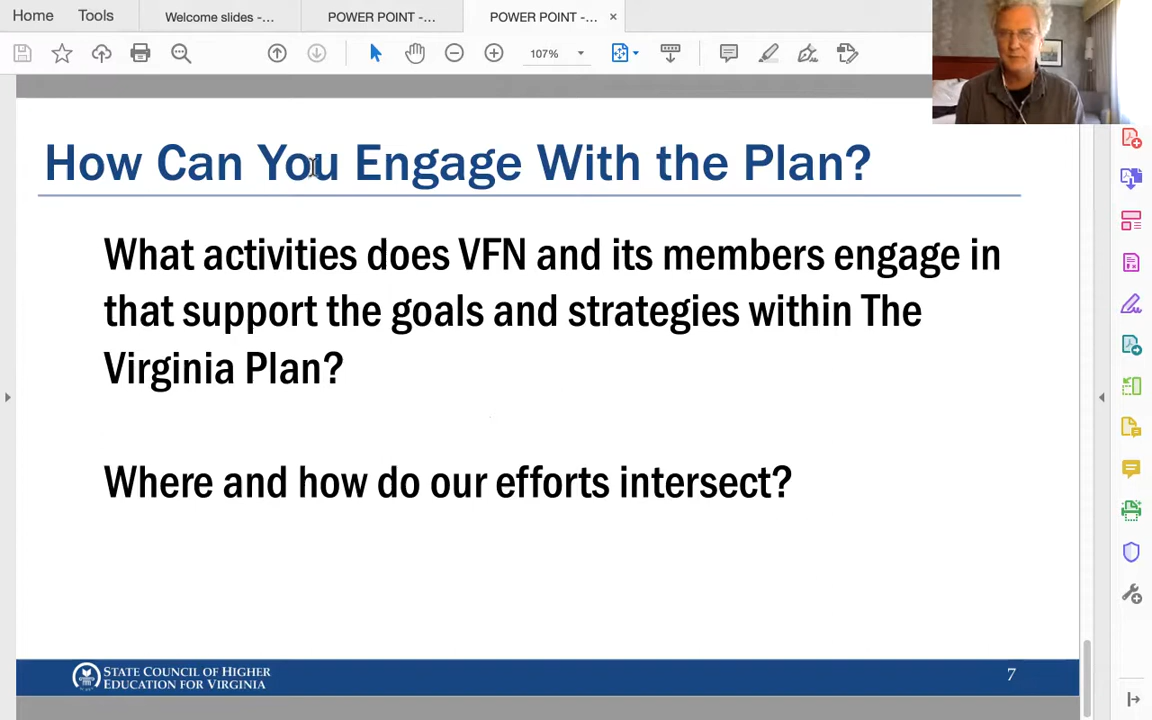 Home
Tools
Welcome slides -...
POWER POINT -...
POWER POINT -...
107%
How Can You Engage With the Plan?
What activities does VFN and its members engage in
that support the goals and strategies within The
Virginia Plan?
Where and how do our efforts intersect?
STATE COUNCIL OF HIGHER
EDUCATION FOR VIRGINIA
7